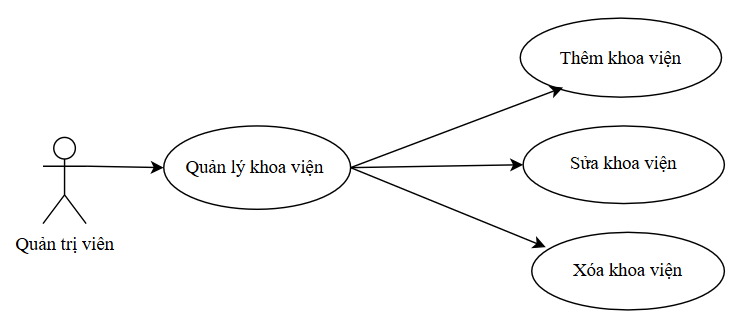 Thêm khoa viện
Quản lý khoa viện
Sửa khoa viện
Quản trị viên
Xóa khoa viện